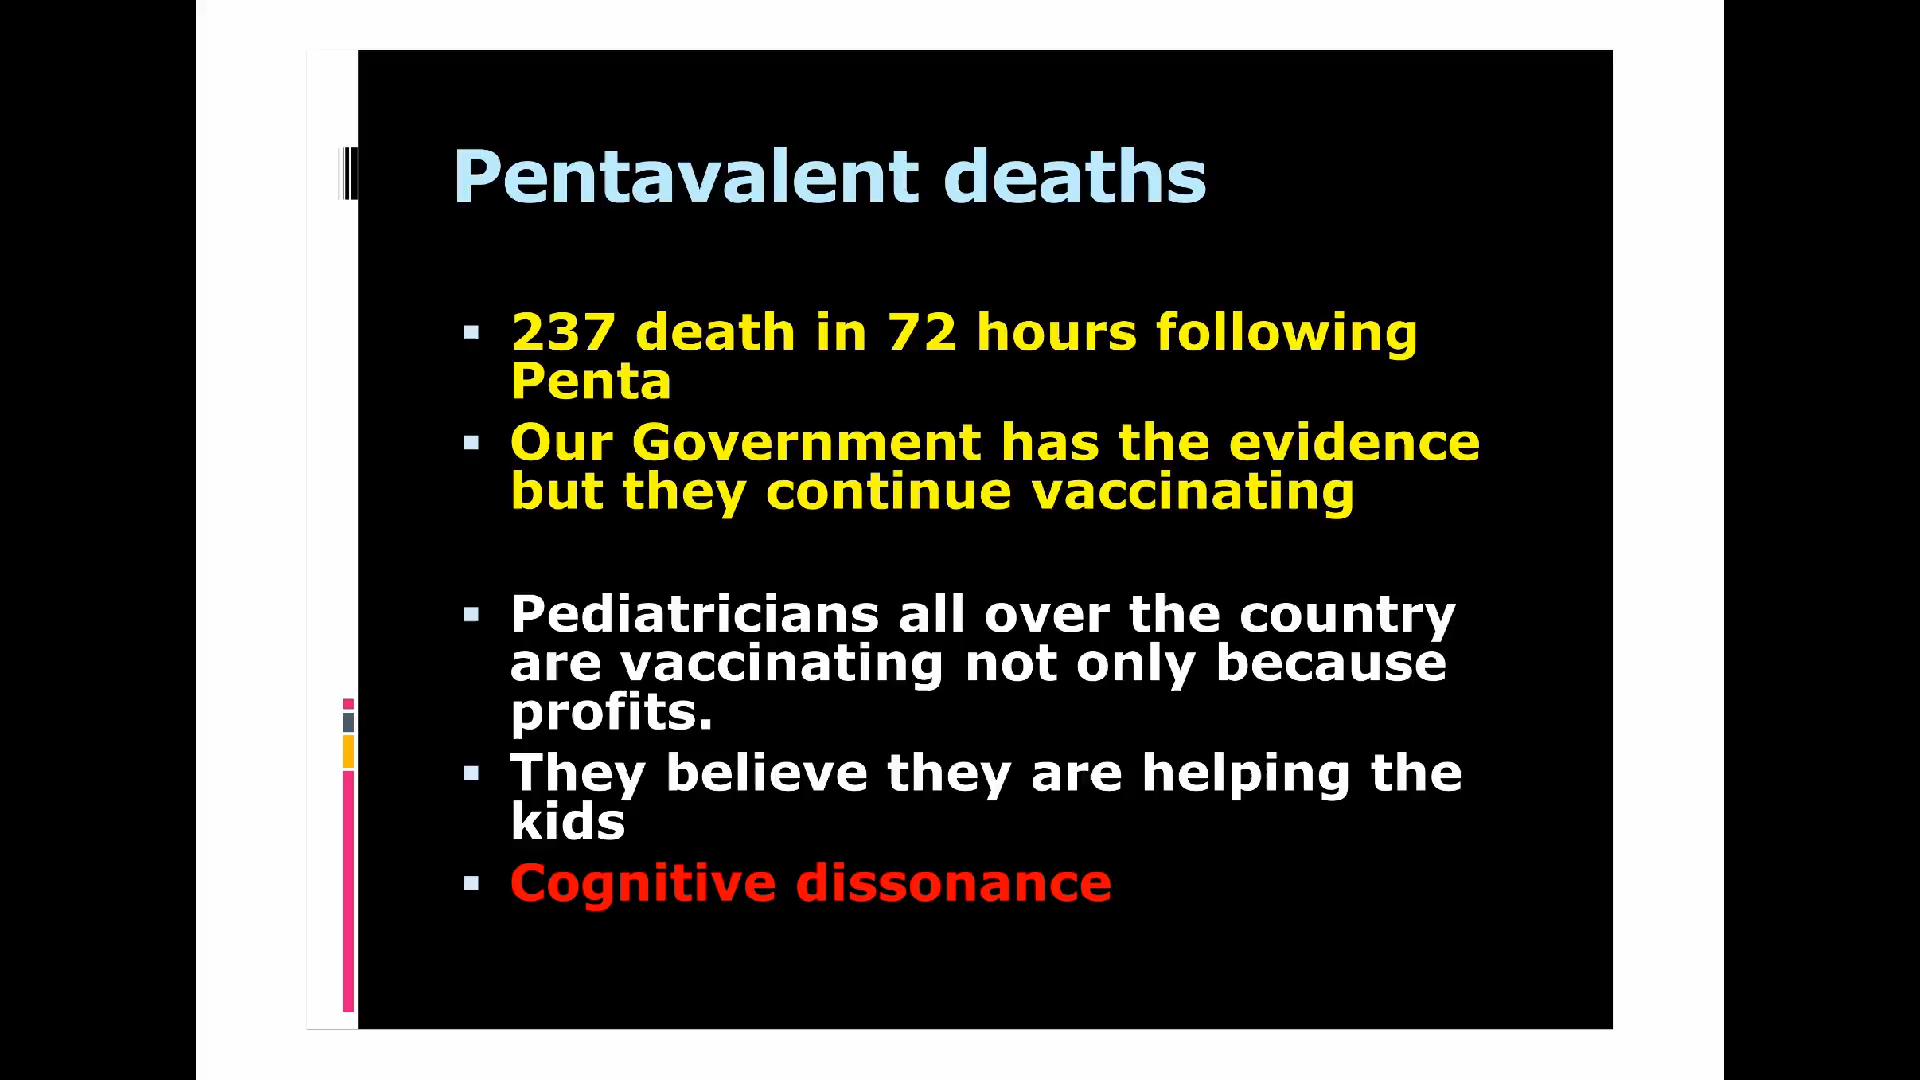 Pentavalent deaths
▪ 237 death in 72 hours following
Penta
▪ Our Government has the evidence
but they continue vaccinating
▪ Pediatricians all over the country
are vaccinating not only because
profits.
▪ They believe they are helping the
kids
▪ Cognitive dissonance